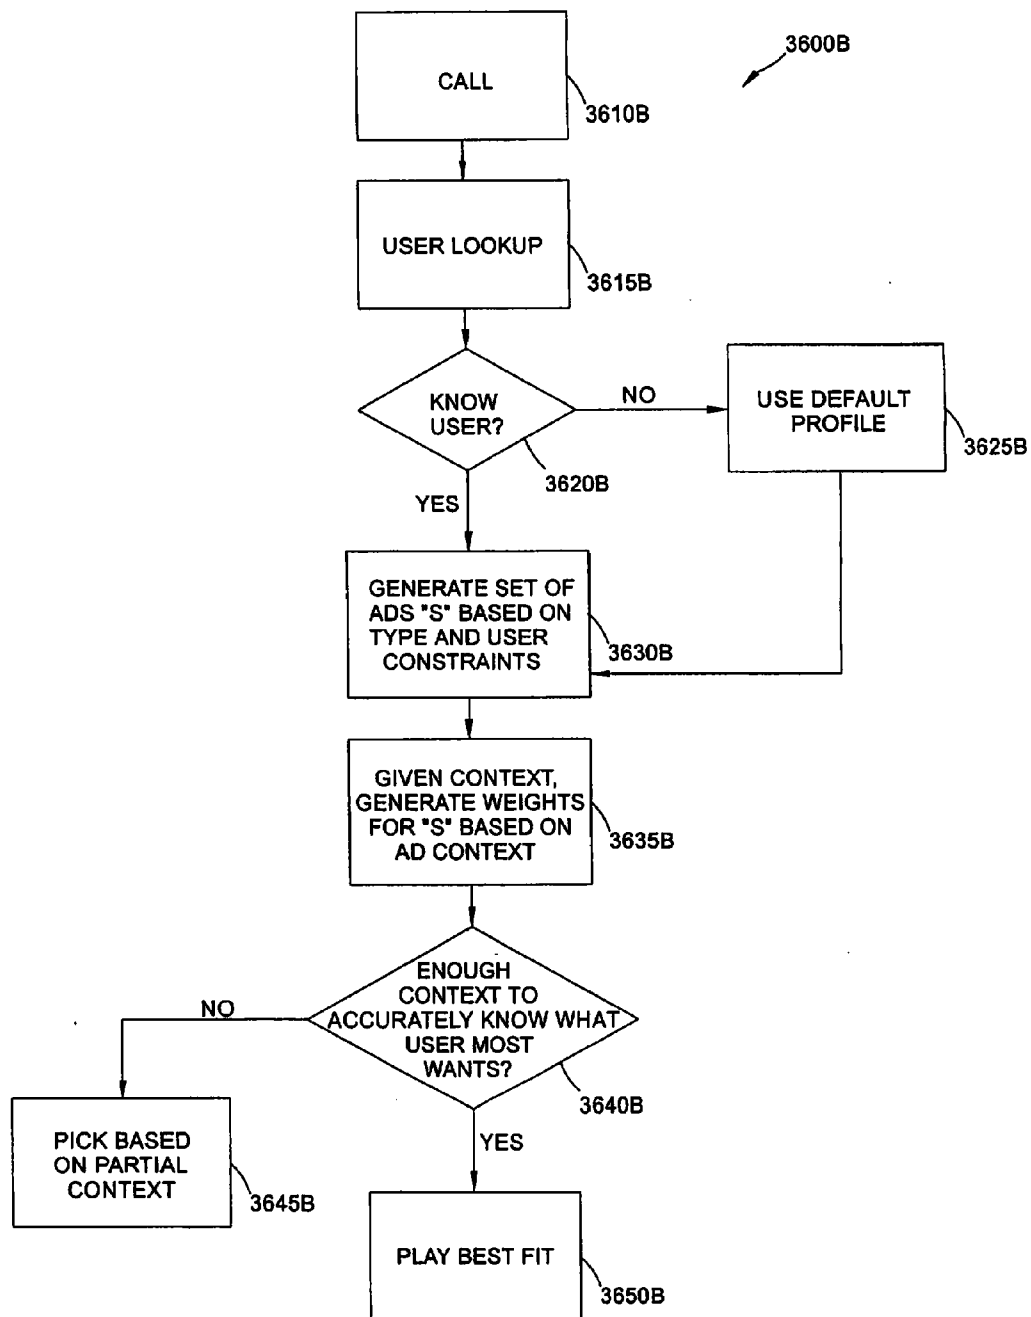 3600B
CALL
3610B
USER LOOKUP
3615B
KNOW
USER?
3620B
NO
USE DEFAULT
PROFILE
3625B
YES
GENERATE SET OF
ADS "S" BASED ON
TYPE AND USER
CONSTRAINTS
3630B
GIVEN CONTEXT,
GENERATE WEIGHTS
FOR "S" BASED ON
AD CONTEXT
3635B
ENOUGH
CONTEXT TO
ACCURATELY KNOW WHAT
USER MOST
WANTS?
3640B
NO
PICK BASED
ON PARTIAL
CONTEXT
3645B
YES
PLAY BEST FIT
3650B